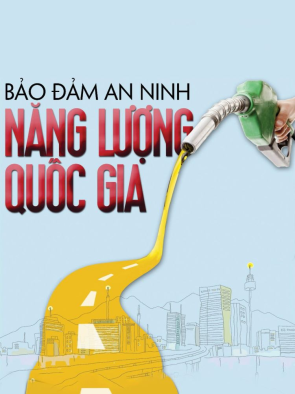 BẢO ĐẢM AN NINH
NĂNG LƯỢNG
QUỐC GIA